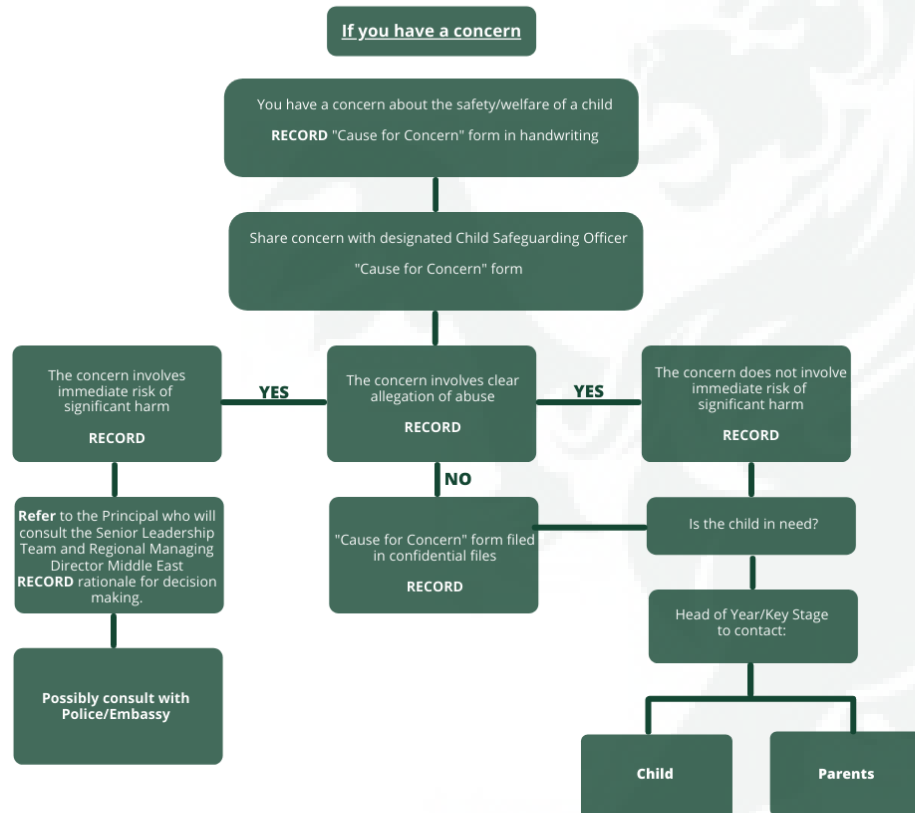 If you have a concern
You have a concern about the safety/welfare of a child
RECORD "Cause for Concern" form in handwriting
Share concern with designated Child Safeguarding Officer
"Cause for Concern" form
The concern involves
immediate risk of
significant harm
RECORD
YES
The concern involves clear
allegation of abuse
RECORD
YES
The concern does not involve
immediate risk of
significant harm
RECORD
NO
Refer to the Principal who will
consult the Senior Leadership
Team and Regional Managing
Director Middle East
RECORD rationale for decision
making.
"Cause for Concern" form filed
in confidential files
RECORD
Is the child in need?
Head of Year/Key Stage
to contact:
Possibly consult with
Police/Embassy
Child
Parents